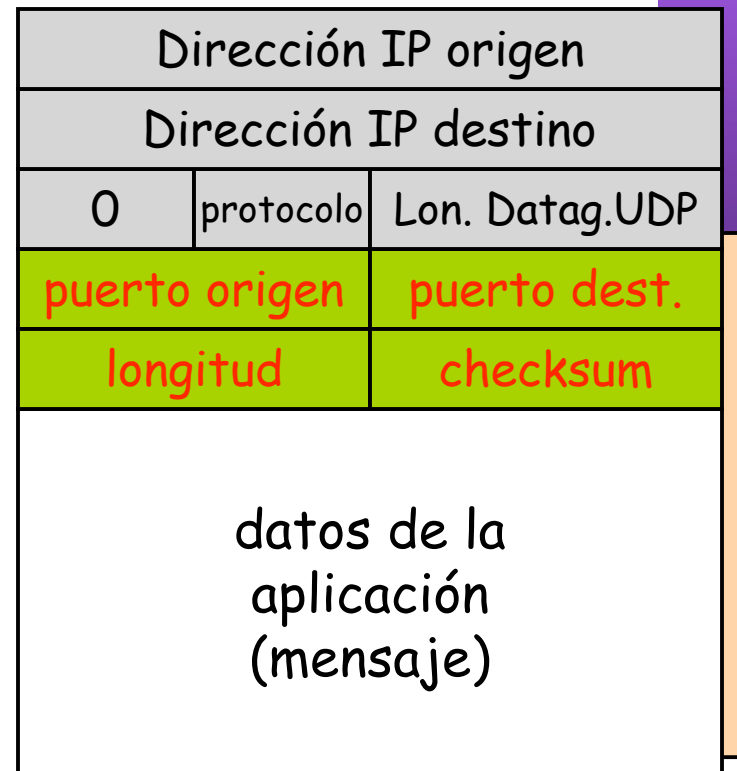 Dirección IP origen
Dirección IP destino
0 protocolo Lon. Datag.UDP
puerto origen puerto dest.
longitud checksum
datos de la
aplicación
(mensaje)